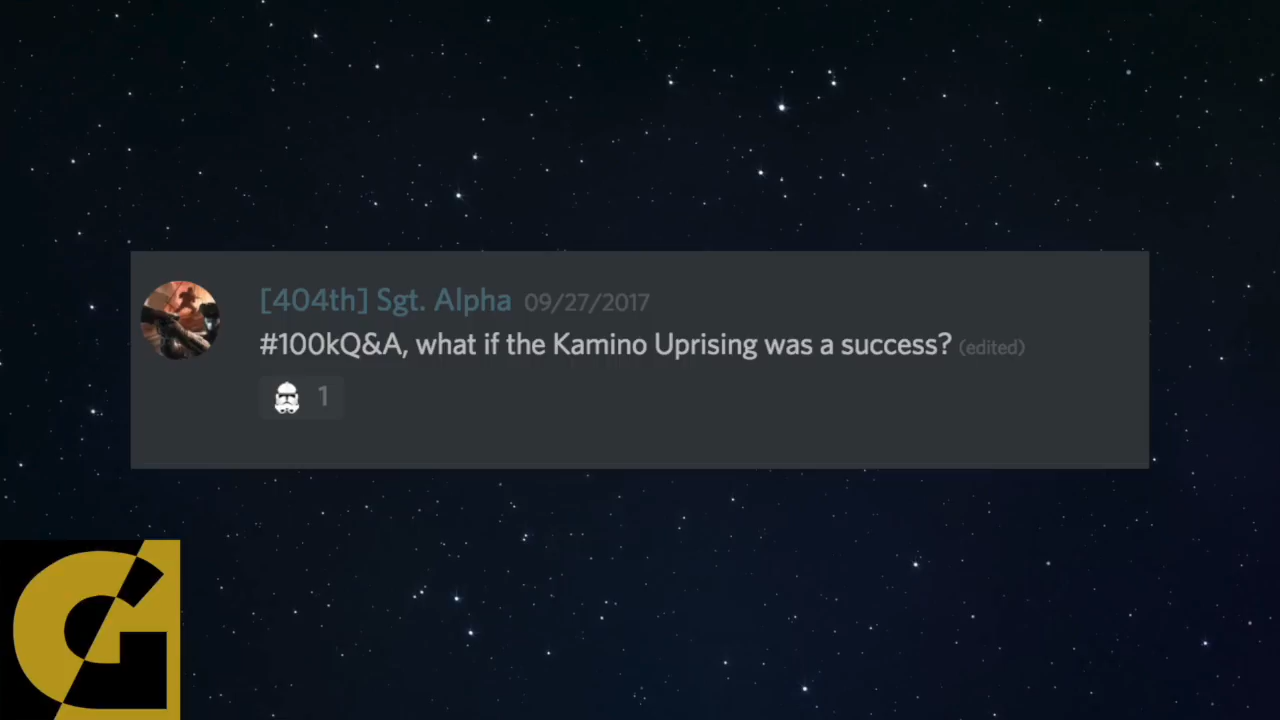 [404th] Sgt. Alpha 09/27/2017
#100kQ&A, what if the Kamino Uprising was a success? (edited)
1
G